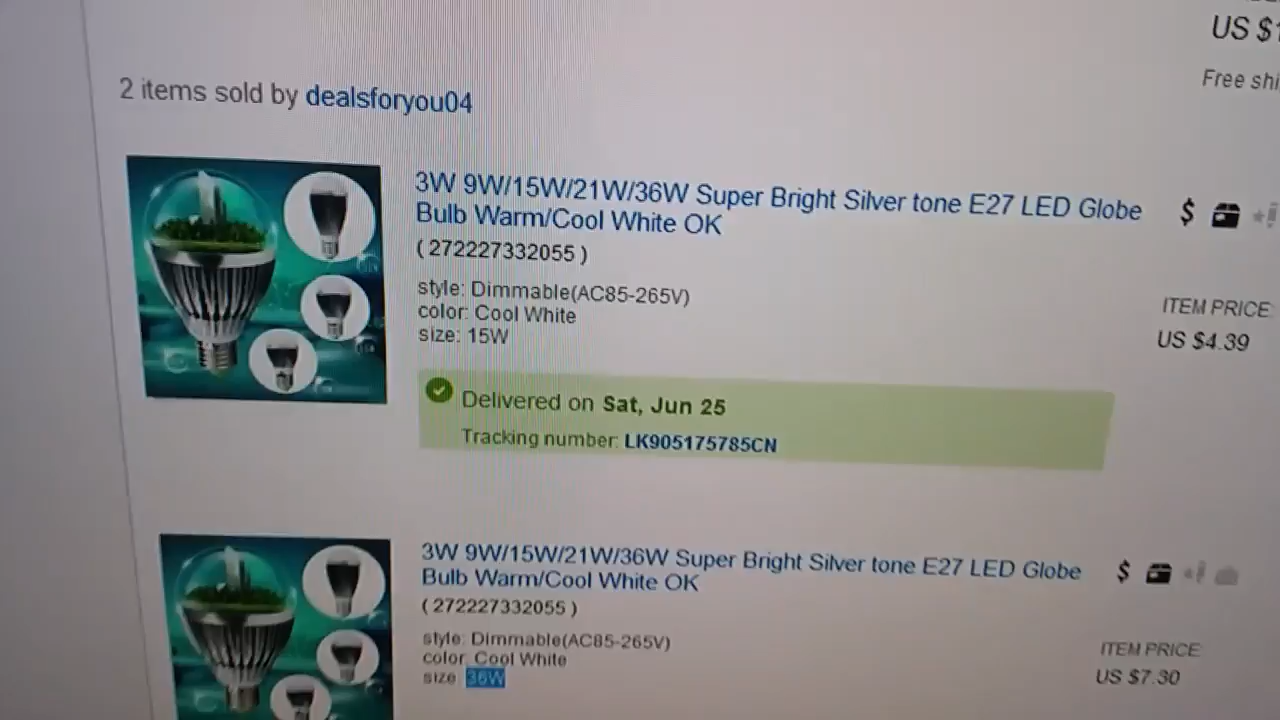 US $1
Free shi
2 items sold by dealsforyou04
3W 9W/15W/21W/36W Super Bright Silver tone E27 LED Globe
Bulb Warm/Cool White OK
( 272227332055 )
style: Dimmable(AC85-265V)
color: Cool White
size: 15W
$
ITEM PRICE:
US $4.39
Delivered on Sat, Jun 25
Tracking number: LK905175785CN
3W 9W/15W/21W/36W Super Bright Silver tone E27 LED Globe
Bulb Warm/Cool White OK
( 272227332055 )
style: Dimmable(AC85-265V)
color: Cool White
size: 36W
$
ITEM PRICE:
US $7.30